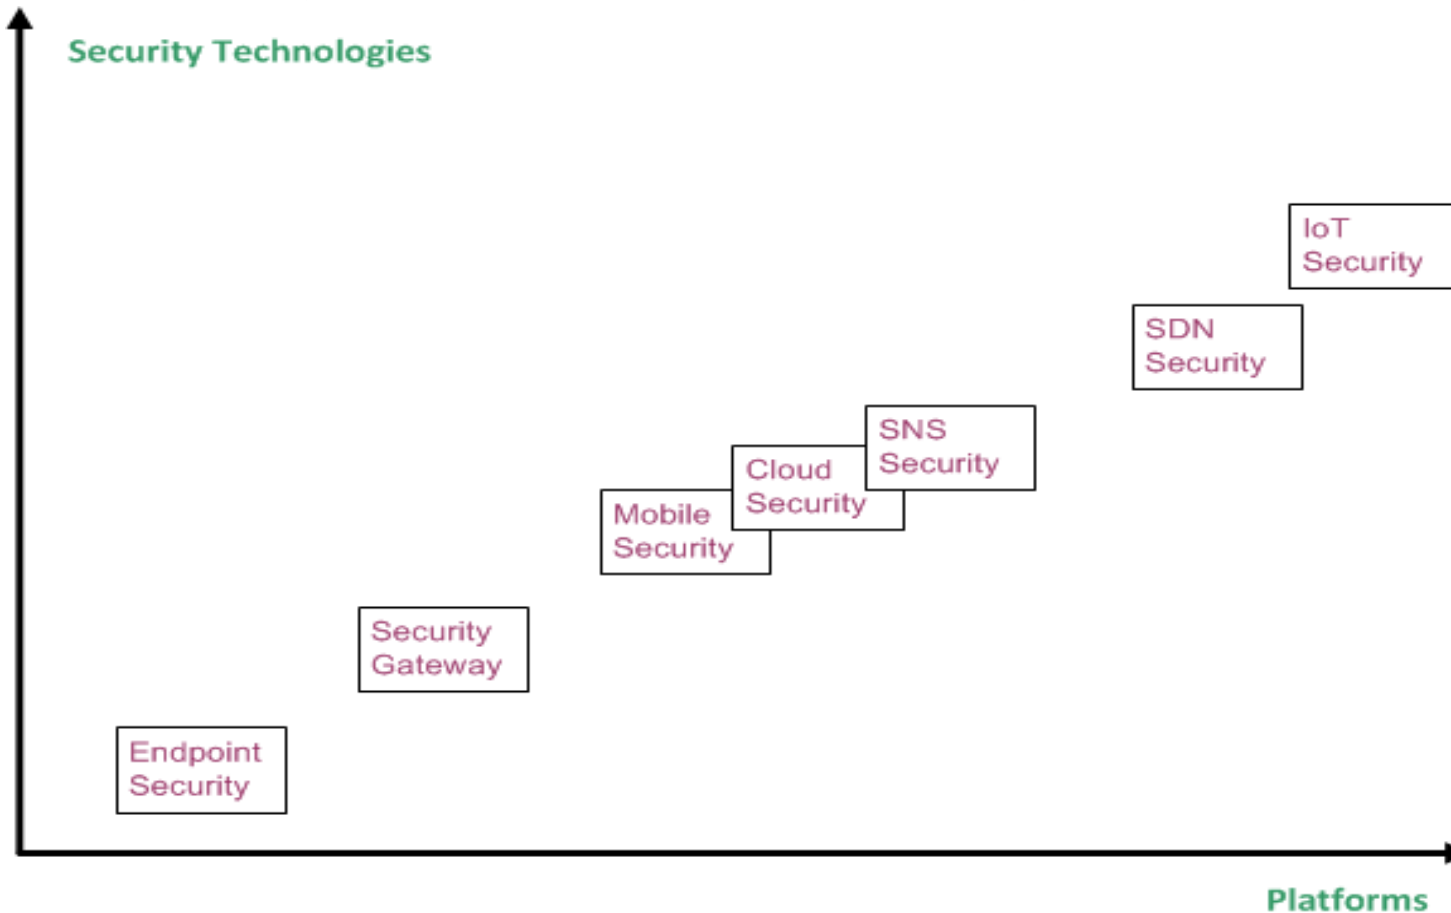 Security Technologies
IoT
Security
SDN
Security
SNS
Security
Cloud
Security
Mobile
Security
Security
Gateway
Endpoint
Security
Platforms